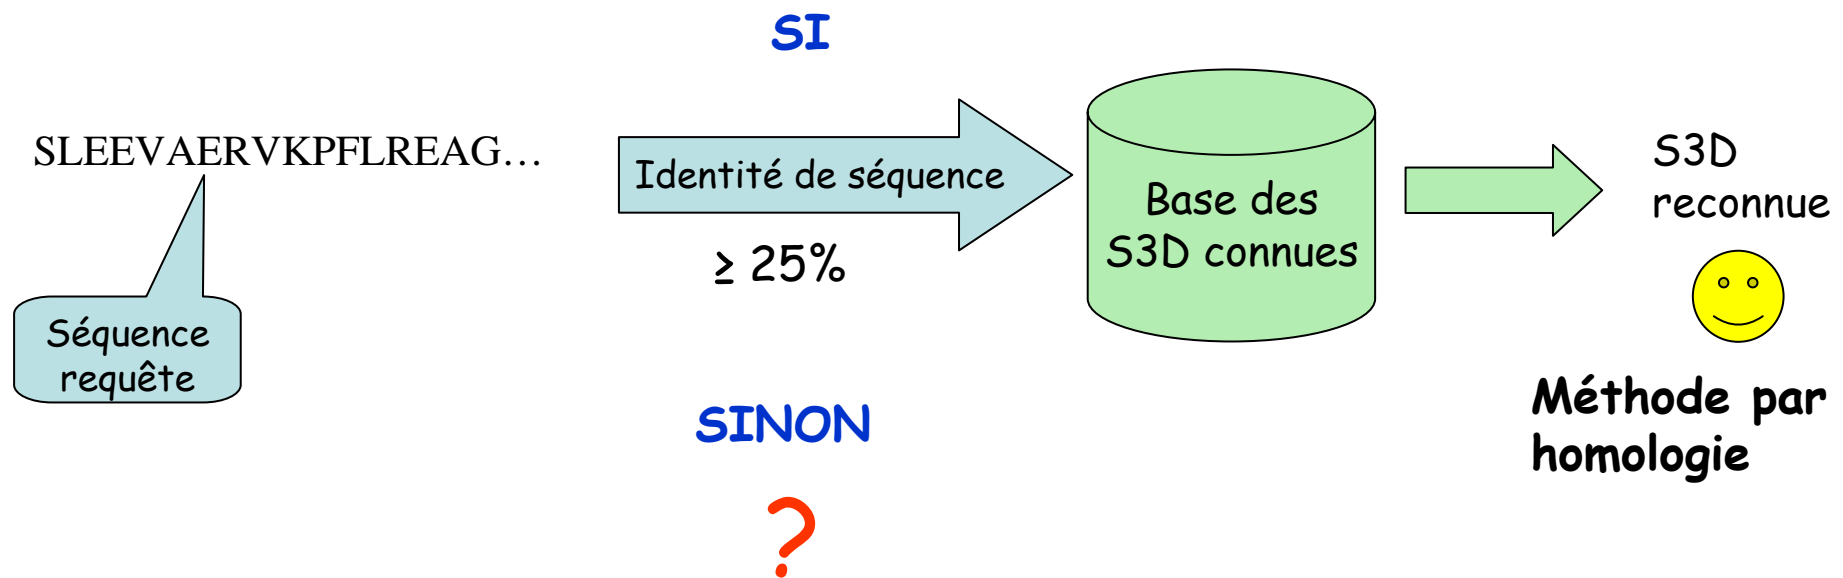 SI
SLEEVAERVKPFLREAG…
Identité de séquence
≥ 25%
Base des
S3D connues
S3D
reconnue
Séquence
requête
Méthode par
homologie
SINON
?